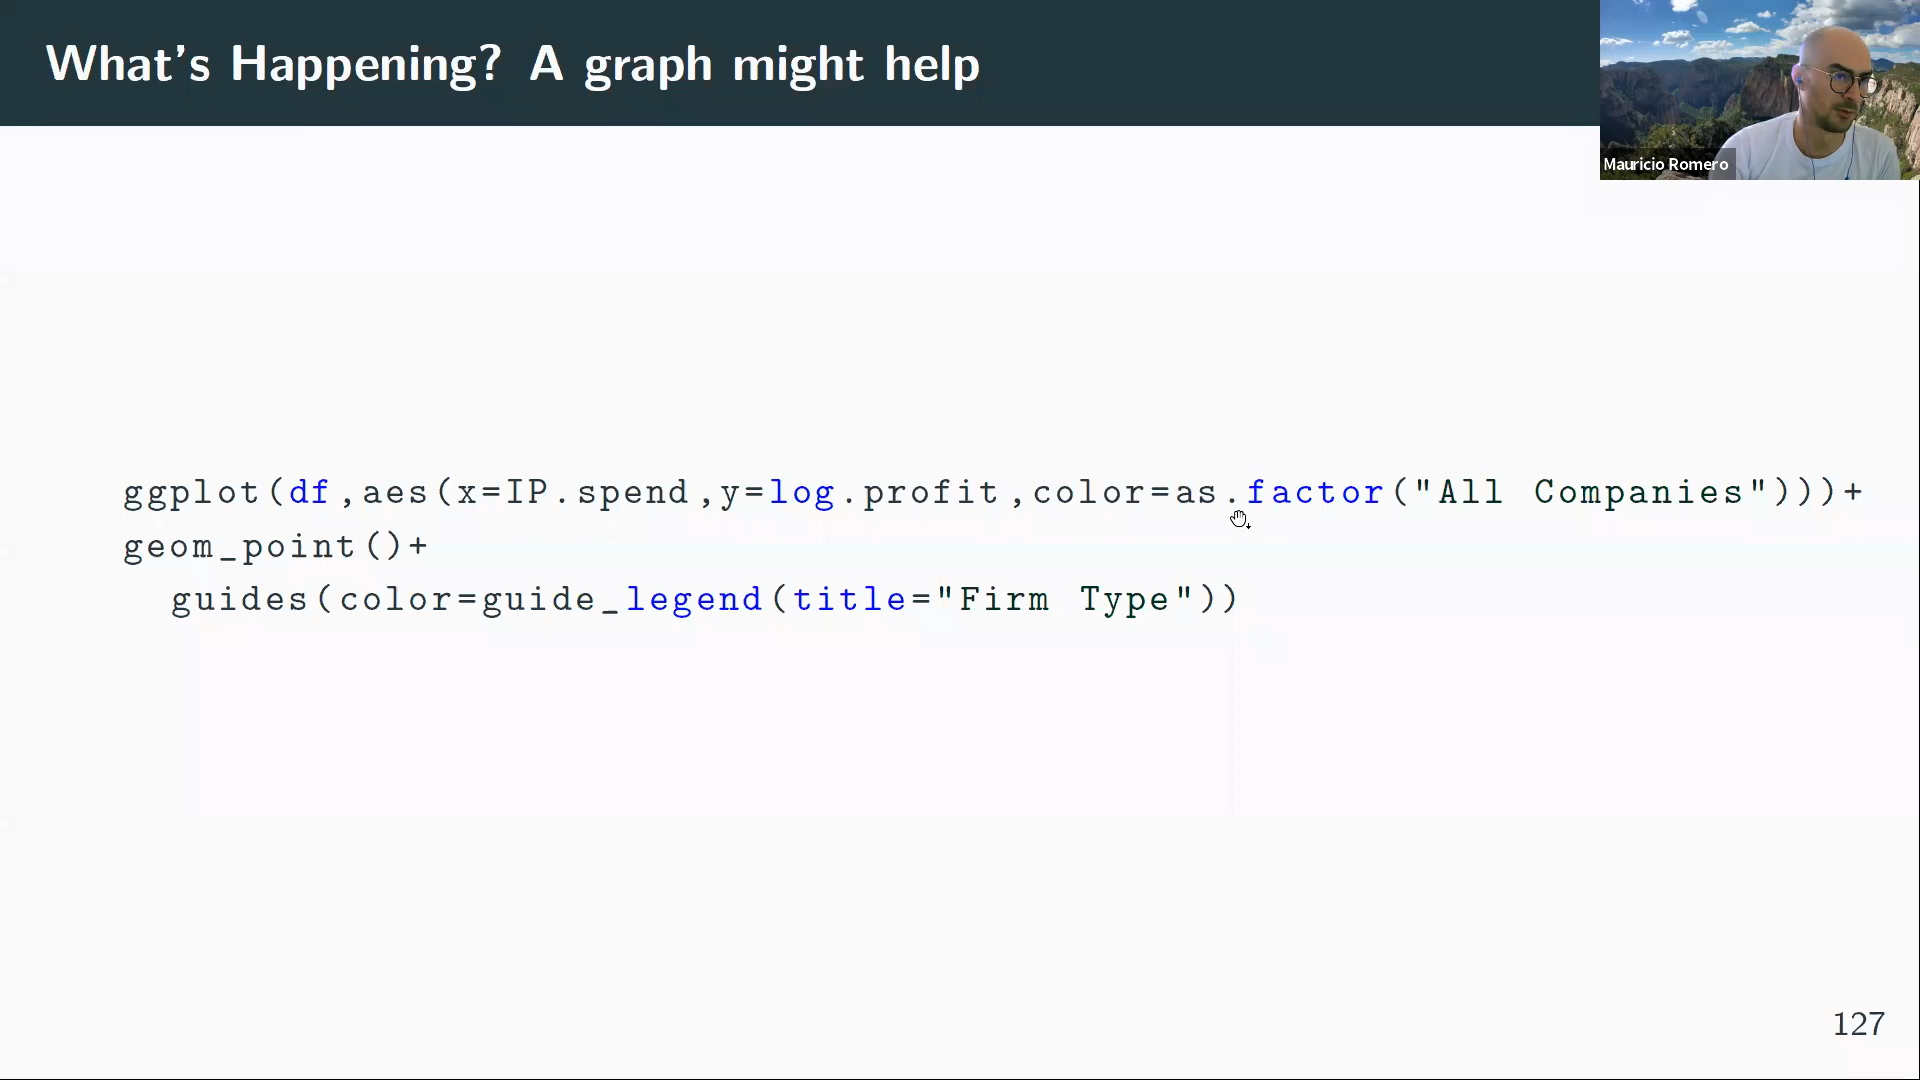 What's Happening? A graph might help
Mauricio Romero
ggplot(df,aes(x=IP.spend,y=log.profit,color=as.factor("All Companies")))+
geom_point()+
guides(color=guide_legend(title="Firm Type"))
127